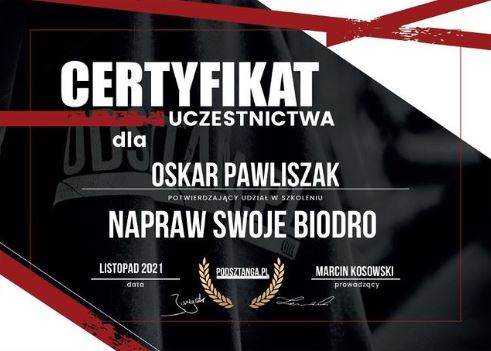 CERTYFIKAT
UCZESTNICTWA
dla
OSKAR PAWLISZAK
POTWIERDZAJĄCY UDZIAŁ W SZKOLENIU
NAPRAW SWOJE BIODRO
LISTOPAD 2021
data
PODSZTANGA.PL
MARCIN KOSOWSKI
prowadzący